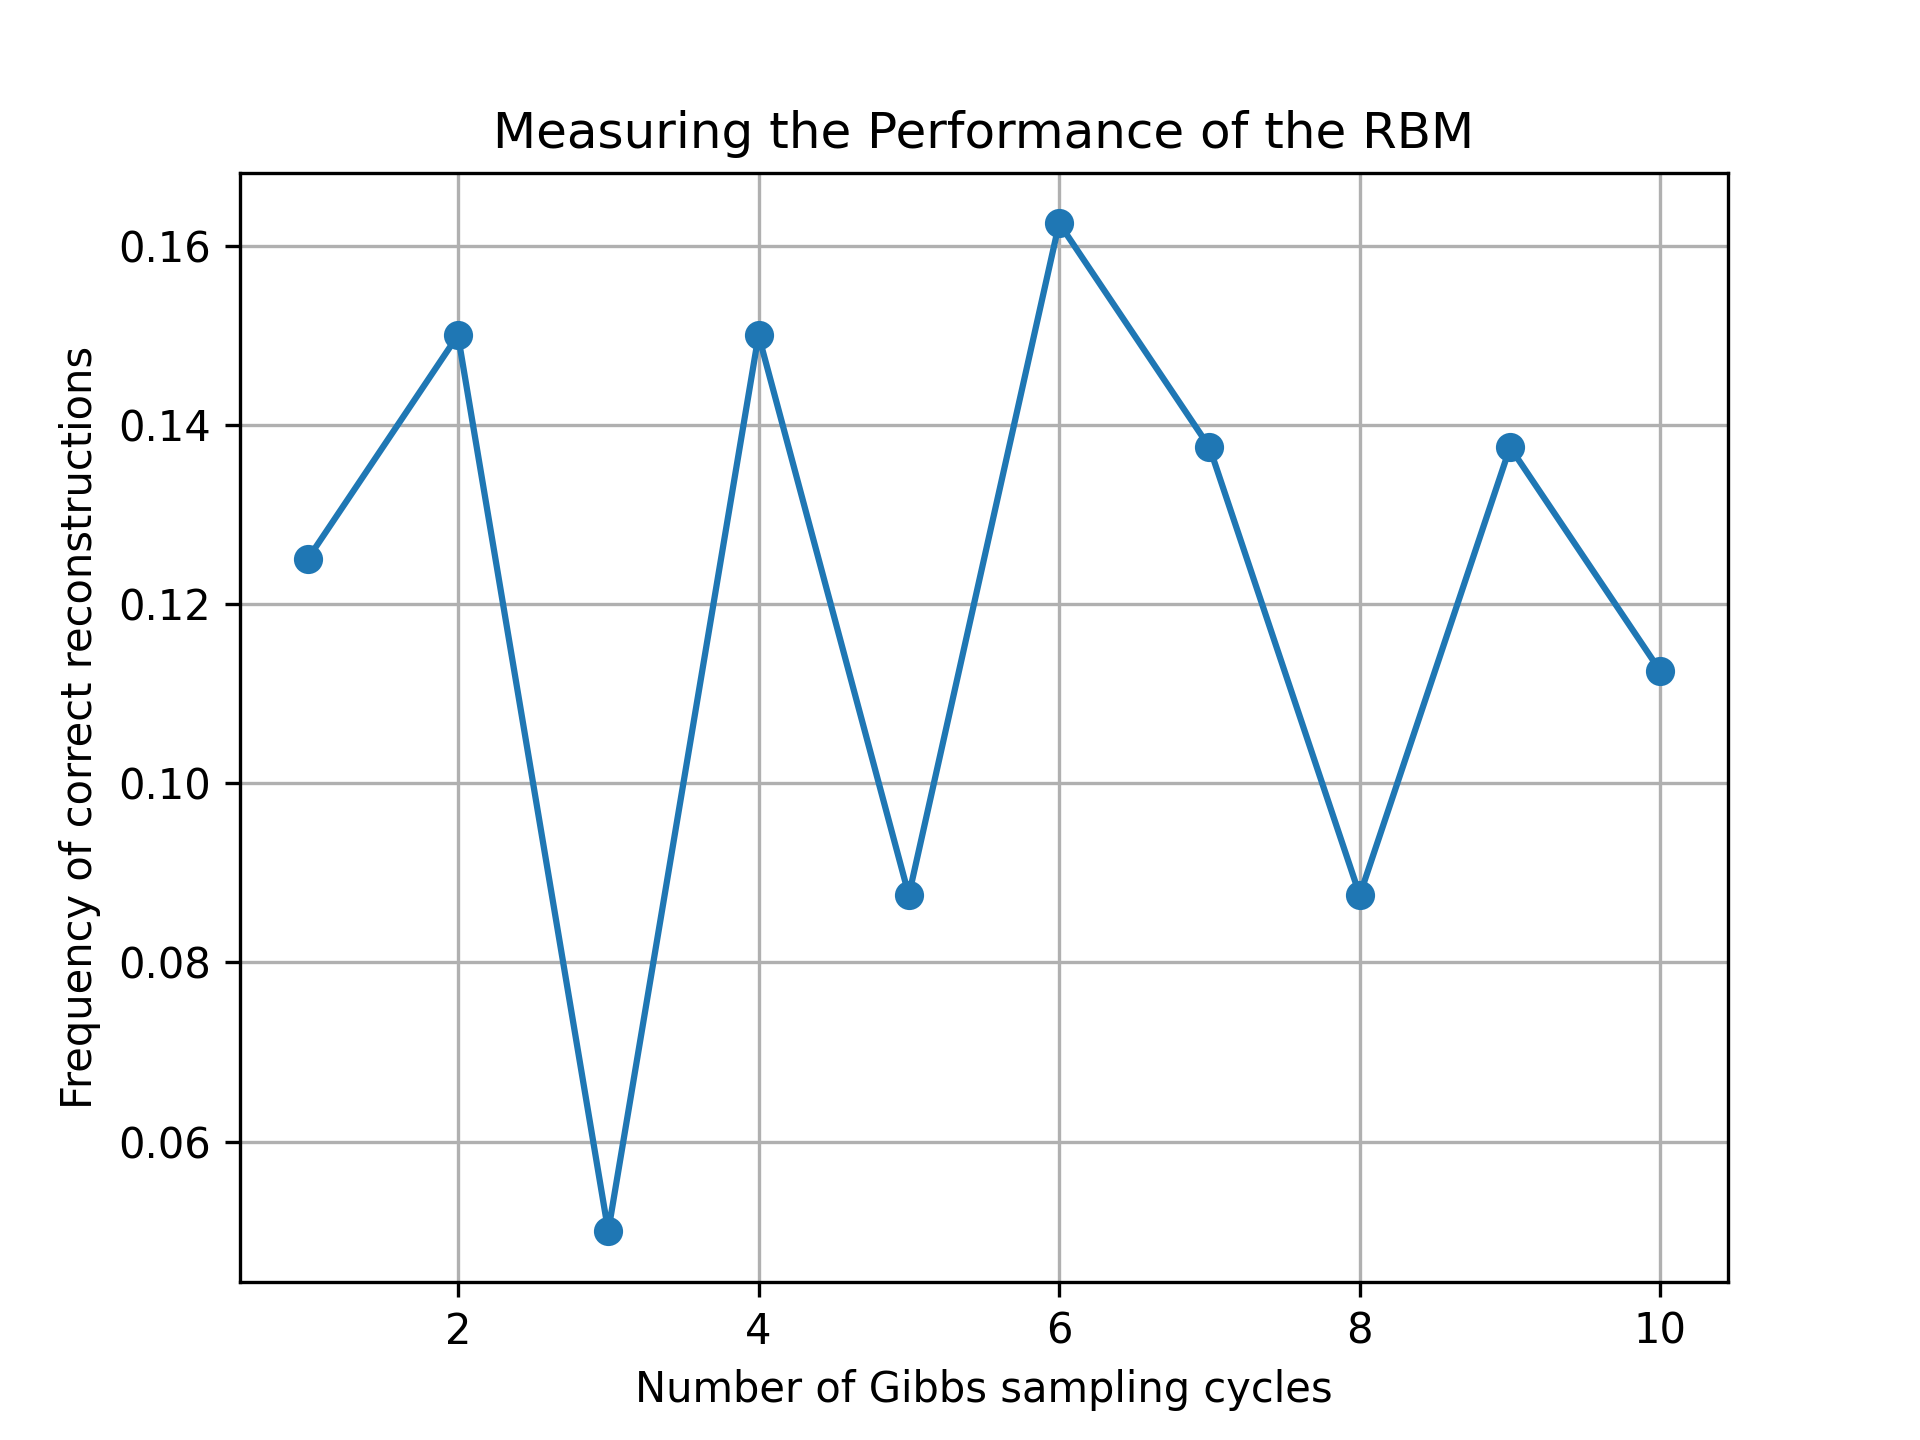 Measuring the Performance of the RBM
Frequency of correct reconstructions
0.16
0.14
0.12
0.10
0.08
0.06
2 4 6 8 10
Number of Gibbs sampling cycles